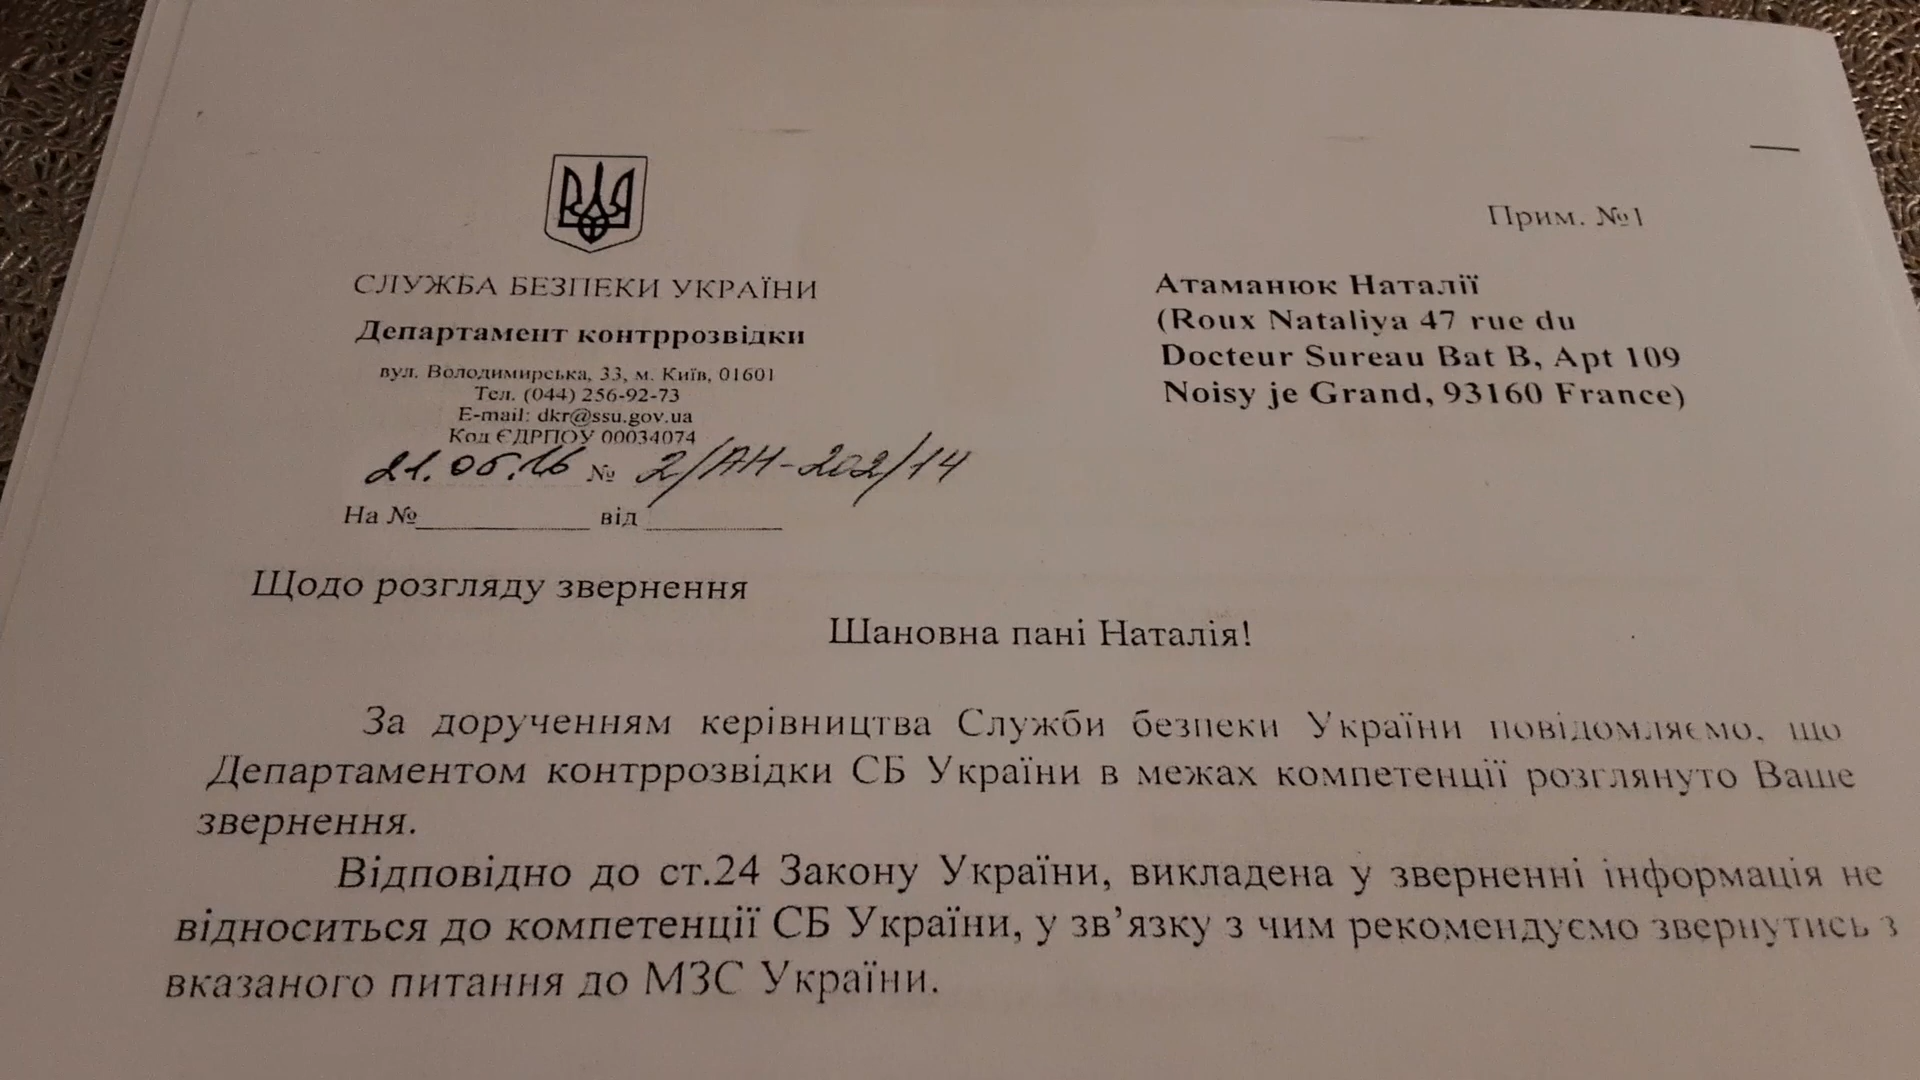 Прим. №1
СЛУЖБА БЕЗПЕКИ УКРАЇНИ
Департамент контррозвідки
вул. Володимирська, 33, м. Київ, 01601
Тел. (044) 256-92-73
E-mail: dkr@ssu.gov.ua
Код ЄДРПОУ 00034074
21.06.16 № 2/АН-202/14
На №____________ від __________
Атаманюк Наталії
(Roux Nataliya 47 rue du
Docteur Sureau Bat B, Apt 109
Noisy je Grand, 93160 France)
Щодо розгляду звернення
Шановна пані Наталія!
За дорученням керівництва Служби безпеки України повідомляємо, що
Департаментом контррозвідки СБ України в межах компетенції розглянуто Ваше
звернення.
Відповідно до ст.24 Закону України, викладена у зверненні інформація не
відноситься до компетенції СБ України, у зв’язку з чим рекомендуємо звернутись з
вказаного питання до МЗС України.